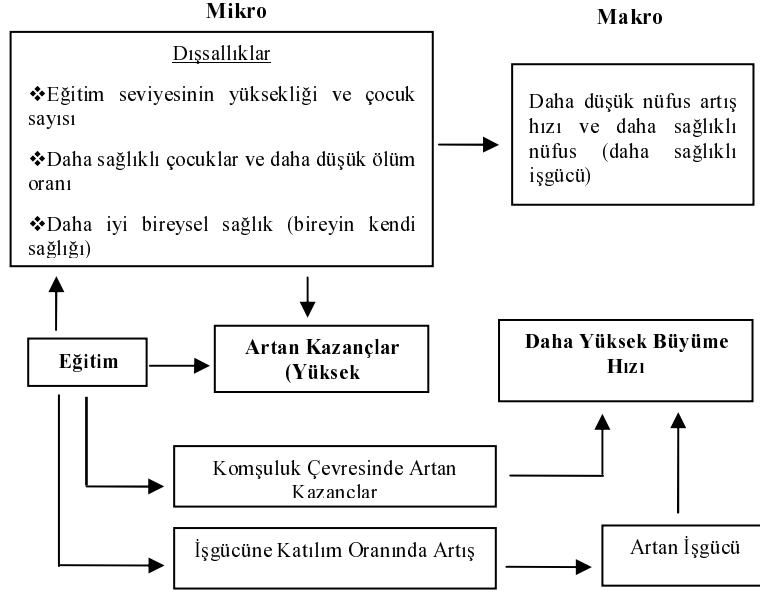 Mikro
Makro
Dışsallıklar
❖Eğitim seviyesinin yüksekliği ve çocuk
sayısı
❖Daha sağlıklı çocuklar ve daha düşük ölüm
oranı
❖Daha iyi bireysel sağlık (bireyin kendi
sağlığı)
Daha düşük nüfus artış
hızı ve daha sağlıklı
nüfus (daha sağlıklı
işgücü)
Eğitim
Artan Kazançlar
(Yüksek
Daha Yüksek Büyüme
Hızı
Komşuluk Çevresinde Artan
Kazançlar
İşgücüne Katılım Oranında Artış
Artan İşgücü